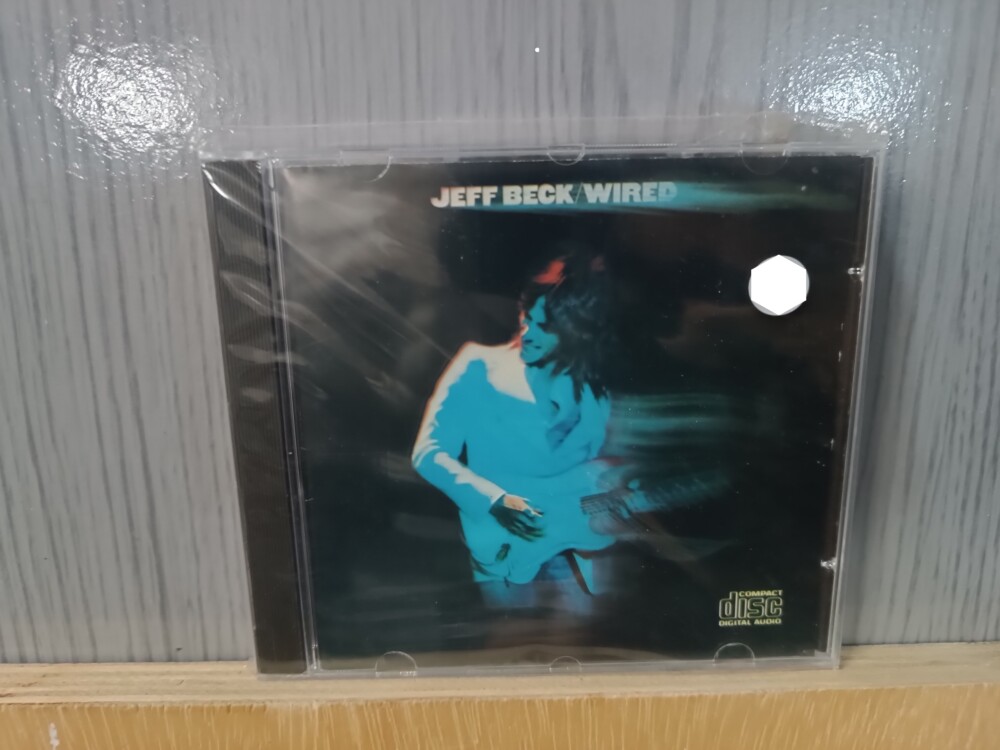 JEFF BECK/WIRED
COMPACT
disc
DIGITAL AUDIO